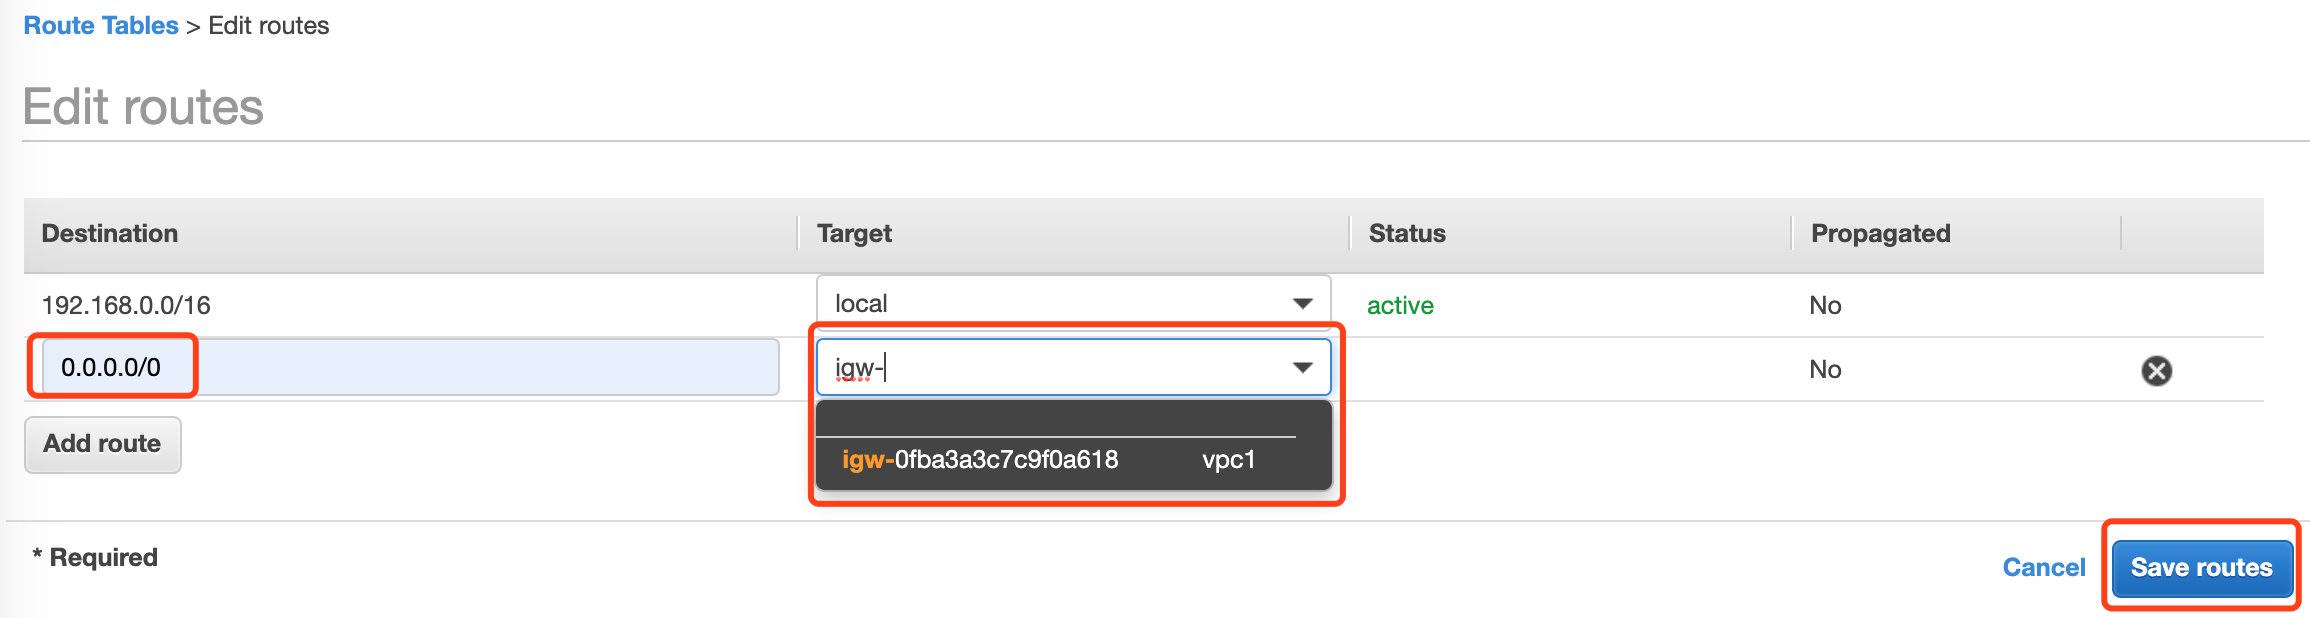 Route Tables > Edit routes
Edit routes
Destination Target Status Propagated
192.168.0.0/16 local active No
0.0.0.0/0 igw- No
igw-0fba3a3c7c9f0a618 vpc1
Add route
* Required
Cancel Save routes